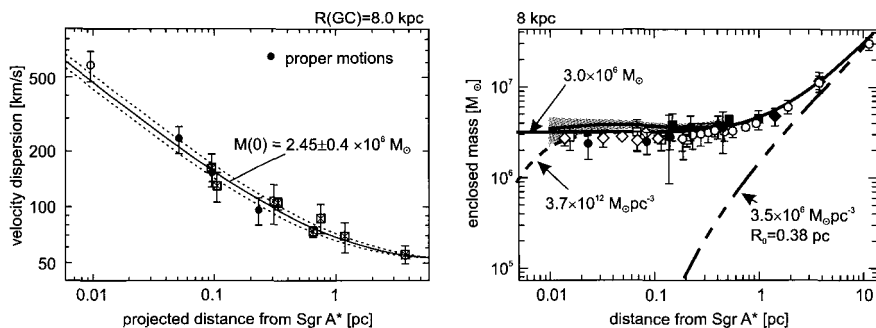 R(GC)=8.0 kpc
velocity dispersion [km/s]
500
200
100
50
● proper motions
M(0) = 2.45±0.4 ×10⁶ M☉
0.01 0.1 1
projected distance from Sgr A* [pc]
8 kpc
enclosed mass [M☉]
10⁷
10⁶
10⁵
3.0×10⁶ M☉
3.7×10¹² M☉pc⁻³
3.5×10⁶ M☉pc⁻³
R₀=0.38 pc
0.01 0.1 1 10
distance from Sgr A* [pc]